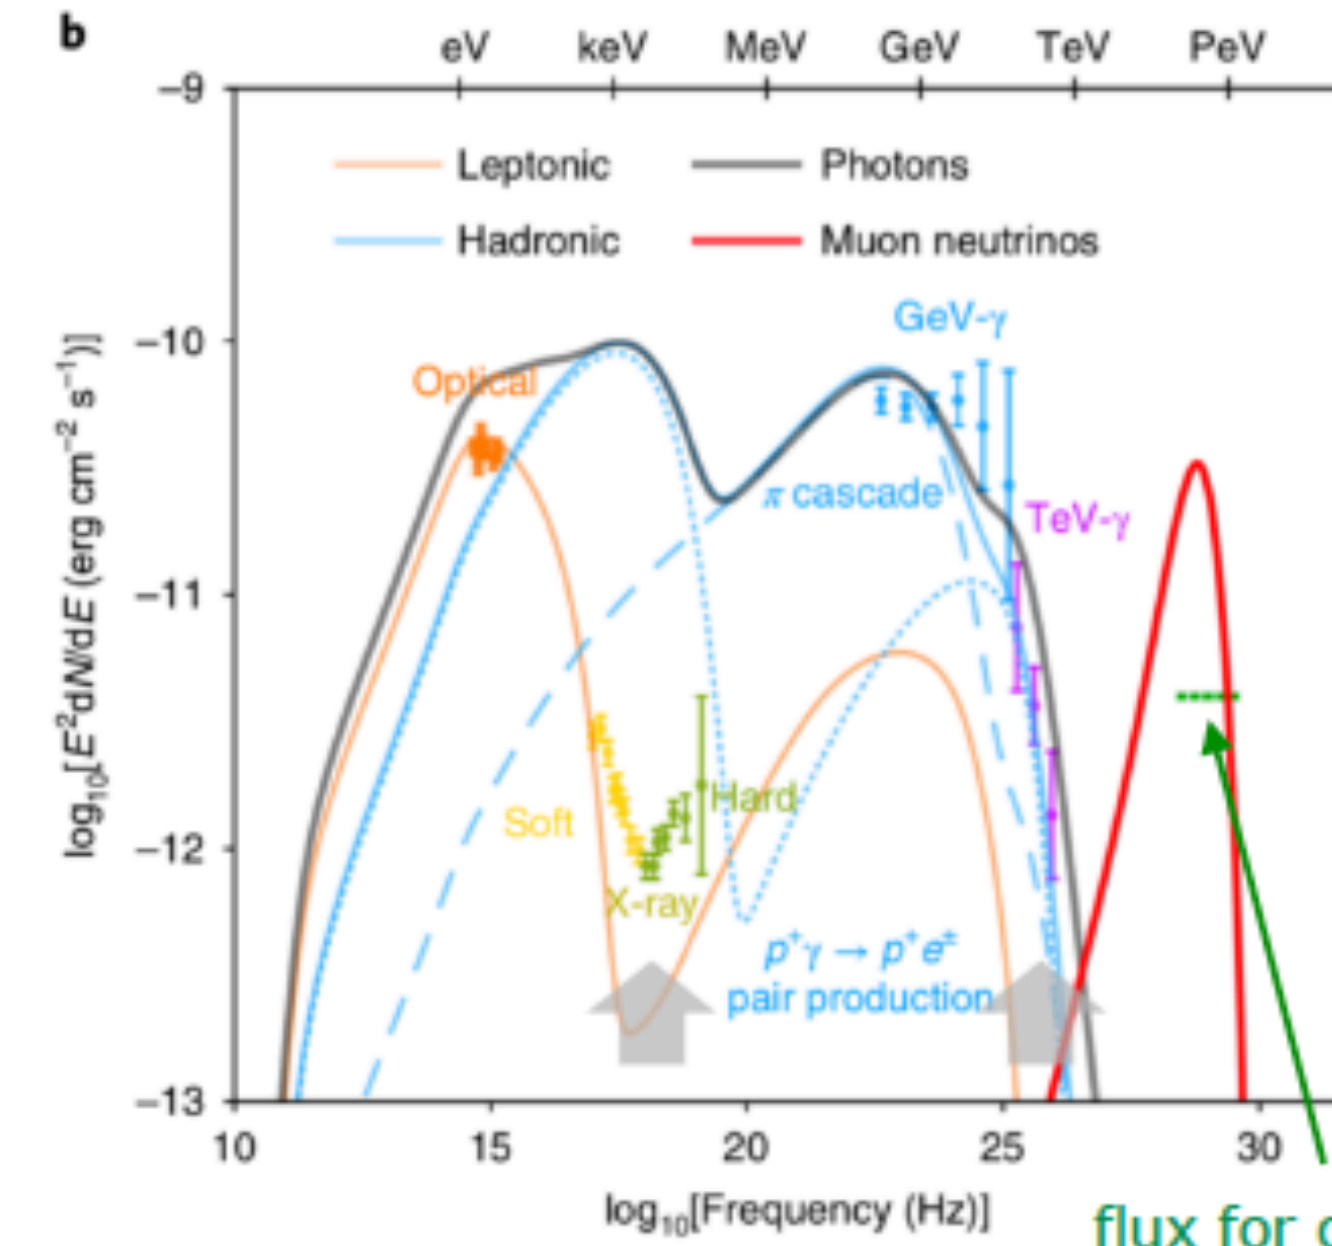 b
eV keV MeV GeV TeV PeV
−9
Leptonic Photons
Hadronic Muon neutrinos
GeV-γ
−10
Optical
π cascade
TeV-γ
−11
log₁₀[E²dN/dE (erg cm⁻² s⁻¹)]
Hard
Soft
−12
X-ray
p⁺γ → p⁺e±
pair production
−13
10 15 20 25 30
log₁₀[Frequency (Hz)]
flux for